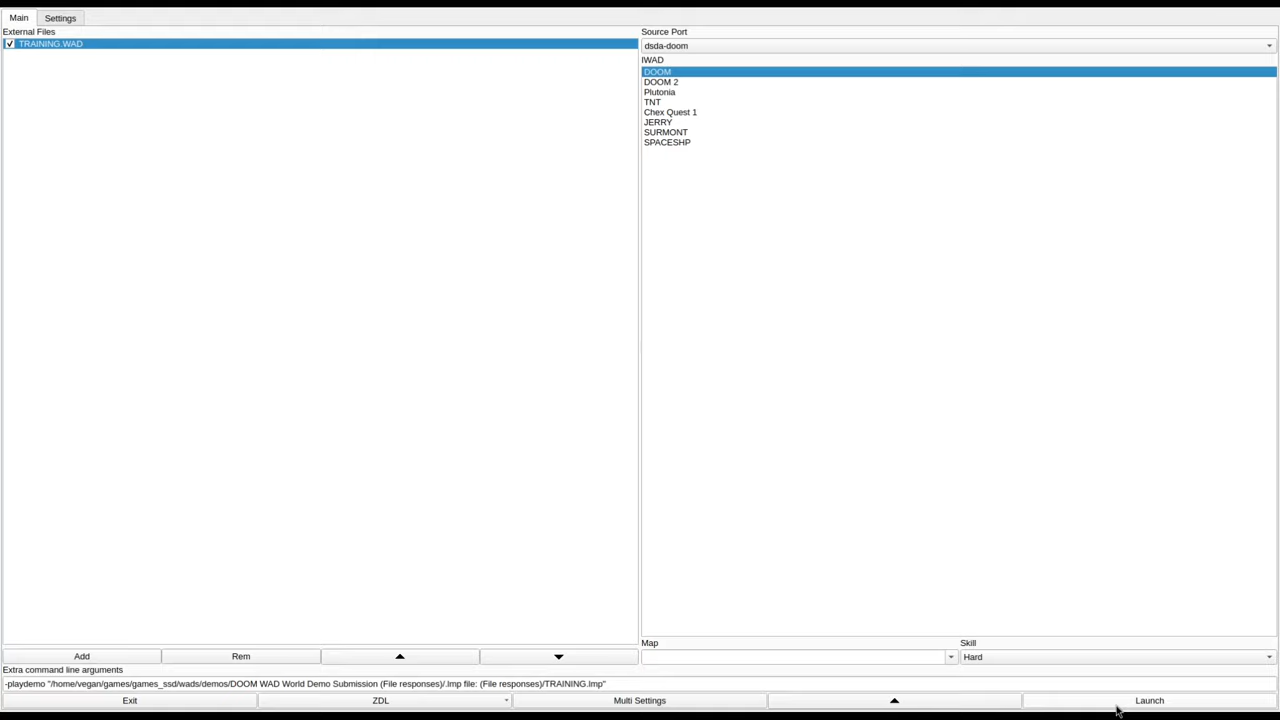 Main Settings
External Files
TRAINING.WAD
Source Port
dsda-doom
IWAD
DOOM
DOOM 2
Plutonia
TNT
Chex Quest 1
JERRY
SURMONT
SPACESHP
Map
Skill
Hard
Add Rem
Extra command line arguments
-playdemo "/home/vegan/games/games_ssd/wads/demos/DOOM WAD World Demo Submission (File responses)/.lmp file: (File responses)/TRAINING.lmp"
Exit ZDL Multi Settings Launch